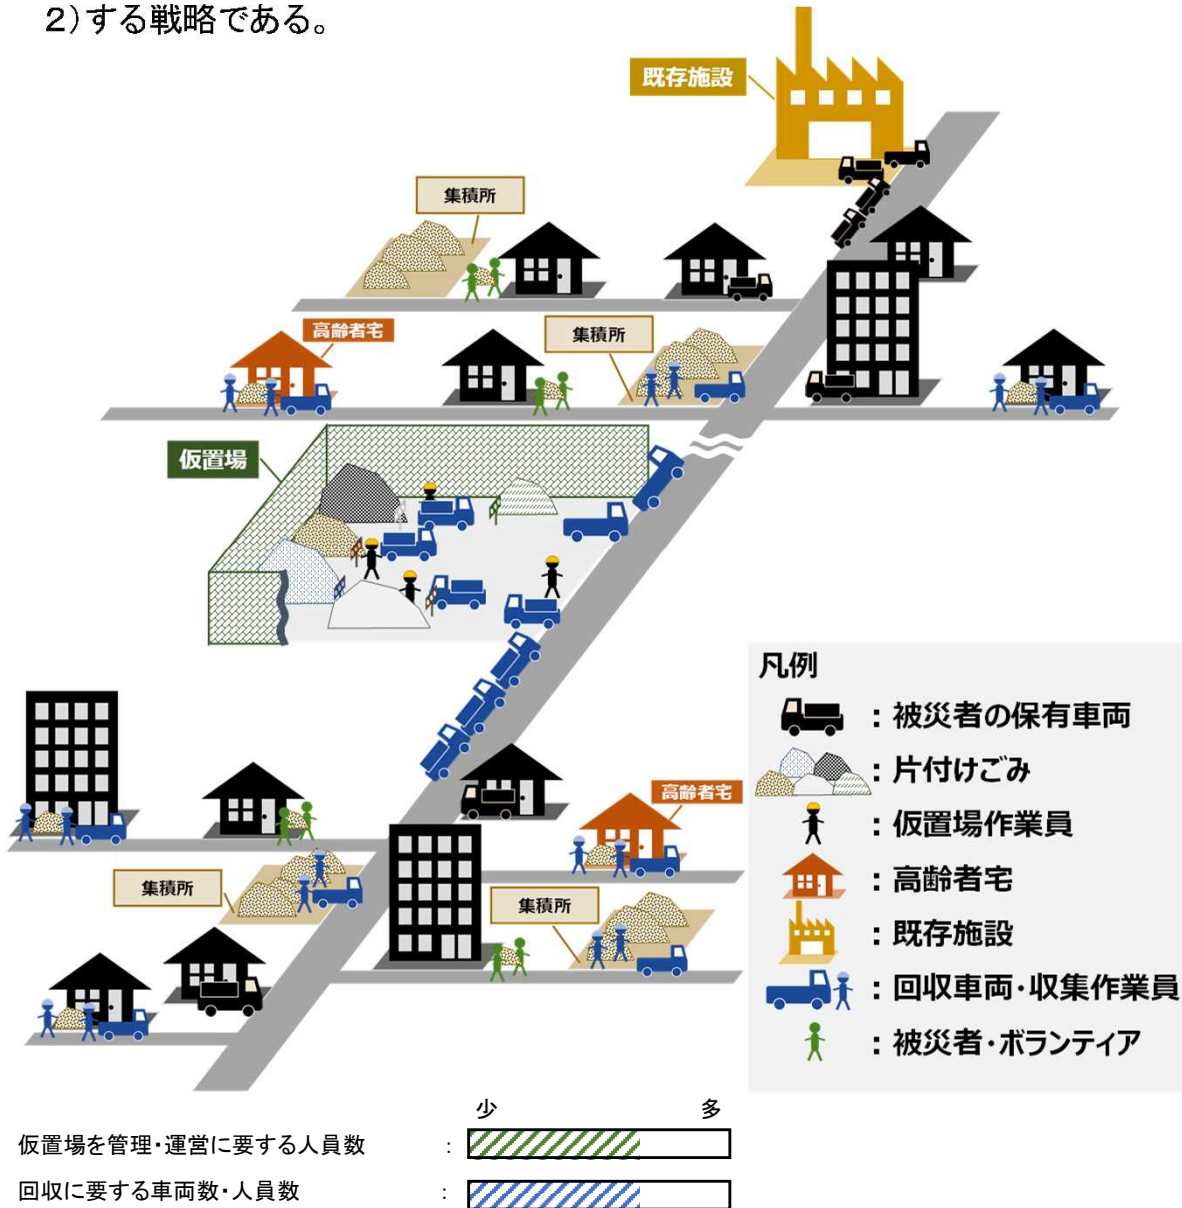 2)する戦略である。
既存施設
集積所
高齢者宅
集積所
仮置場
凡例
：被災者の保有車両
：片付けごみ
：仮置場作業員
：高齢者宅
：既存施設
：回収車両・収集作業員
：被災者・ボランティア
高齢者宅
集積所
集積所
少 多
仮置場を管理・運営に要する人員数 :
回収に要する車両数・人員数 :